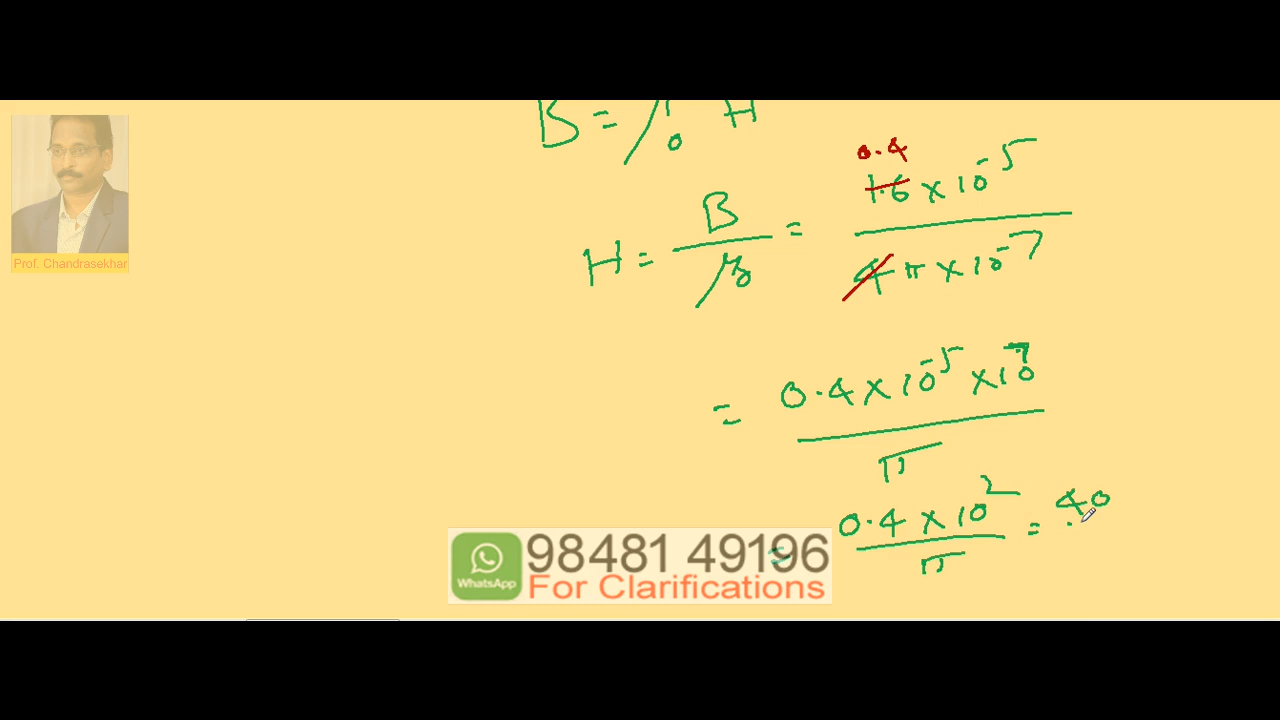 B = μ₀ H
H = B / μ₀ = 0.4 1.6 × 10⁻⁵ / 4 π × 10⁻⁷
= 0.4 × 10⁻⁵ × 10⁷ / π
= 0.4 × 10² / π = 40
Prof. Chandrasekhar
WhatsApp
98481 49196
For Clarifications